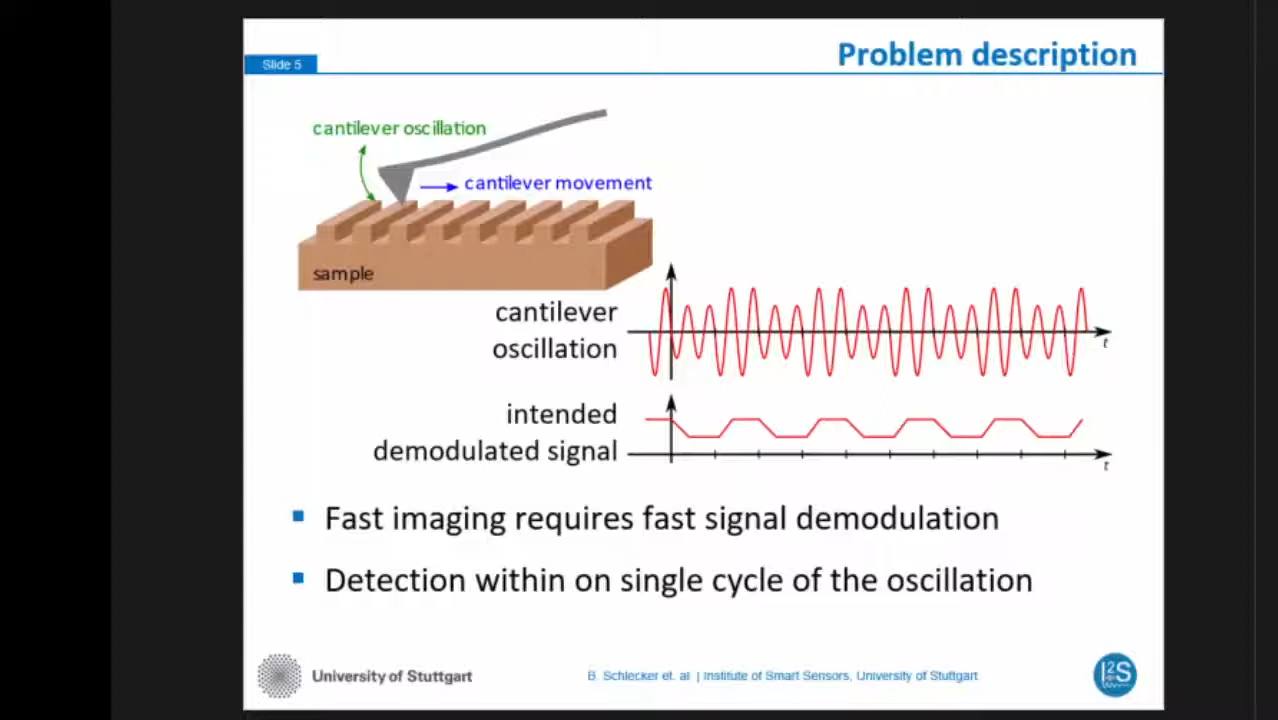 Problem description
Slide 5
cantilever oscillation
cantilever movement
sample
cantilever
oscillation
t
intended
demodulated signal
t
Fast imaging requires fast signal demodulation
Detection within on single cycle of the oscillation
University of Stuttgart
B. Schlecker et. al | Institute of Smart Sensors, University of Stuttgart
I2S